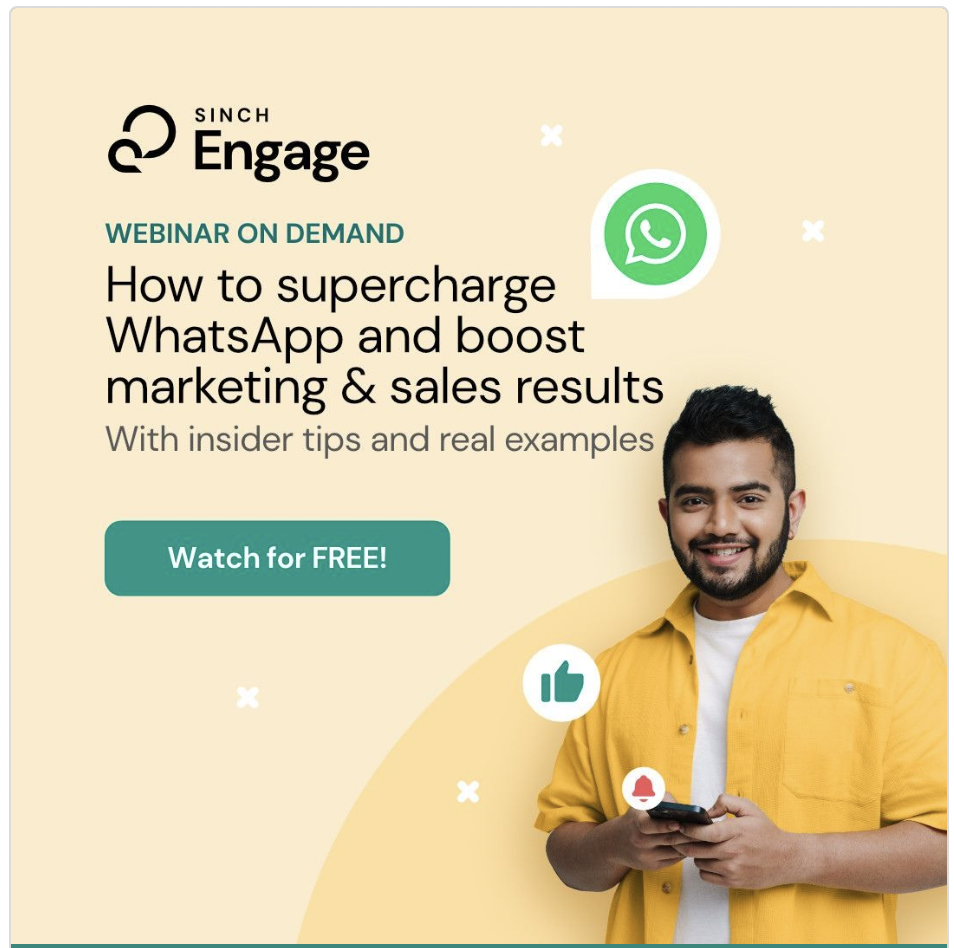 SINCH
Engage
WEBINAR ON DEMAND
How to supercharge
WhatsApp and boost
marketing & sales results
With insider tips and real examples
Watch for FREE!